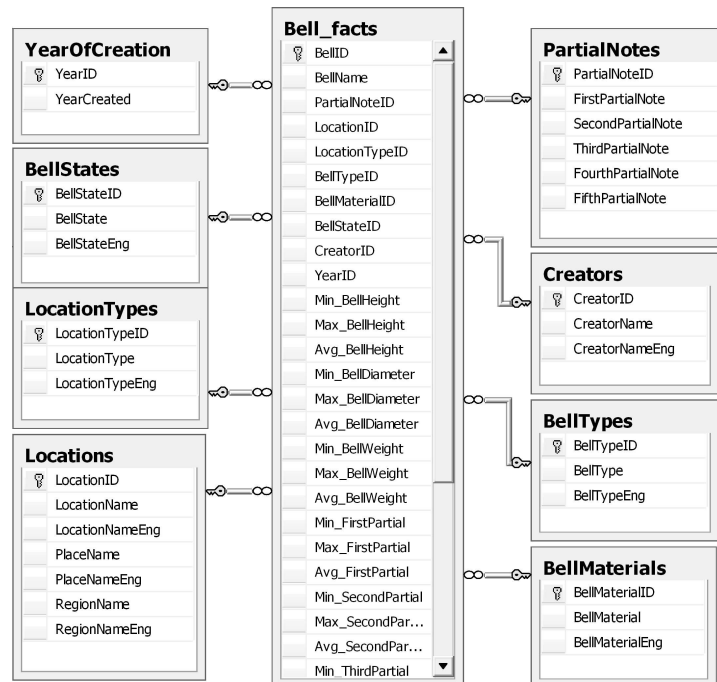 YearOfCreation
YearID
YearCreated
BellStates
BellStateID
BellState
BellStateEng
LocationTypes
LocationTypeID
LocationType
LocationTypeEng
Locations
LocationID
LocationName
LocationNameEng
PlaceName
PlaceNameEng
RegionName
RegionNameEng
Bell_facts
BellID
BellName
PartialNoteID
LocationID
LocationTypeID
BellTypeID
BellMaterialID
BellStateID
CreatorID
YearID
Min_BellHeight
Max_BellHeight
Avg_BellHeight
Min_BellDiameter
Max_BellDiameter
Avg_BellDiameter
Min_BellWeight
Max_BellWeight
Avg_BellWeight
Min_FirstPartial
Max_FirstPartial
Avg_FirstPartial
Min_SecondPartial
Max_SecondPar...
Avg_SecondPar...
Min_ThirdPartial
PartialNotes
PartialNoteID
FirstPartialNote
SecondPartialNote
ThirdPartialNote
FourthPartialNote
FifthPartialNote
Creators
CreatorID
CreatorName
CreatorNameEng
BellTypes
BellTypeID
BellType
BellTypeEng
BellMaterials
BellMaterialID
BellMaterial
BellMaterialEng